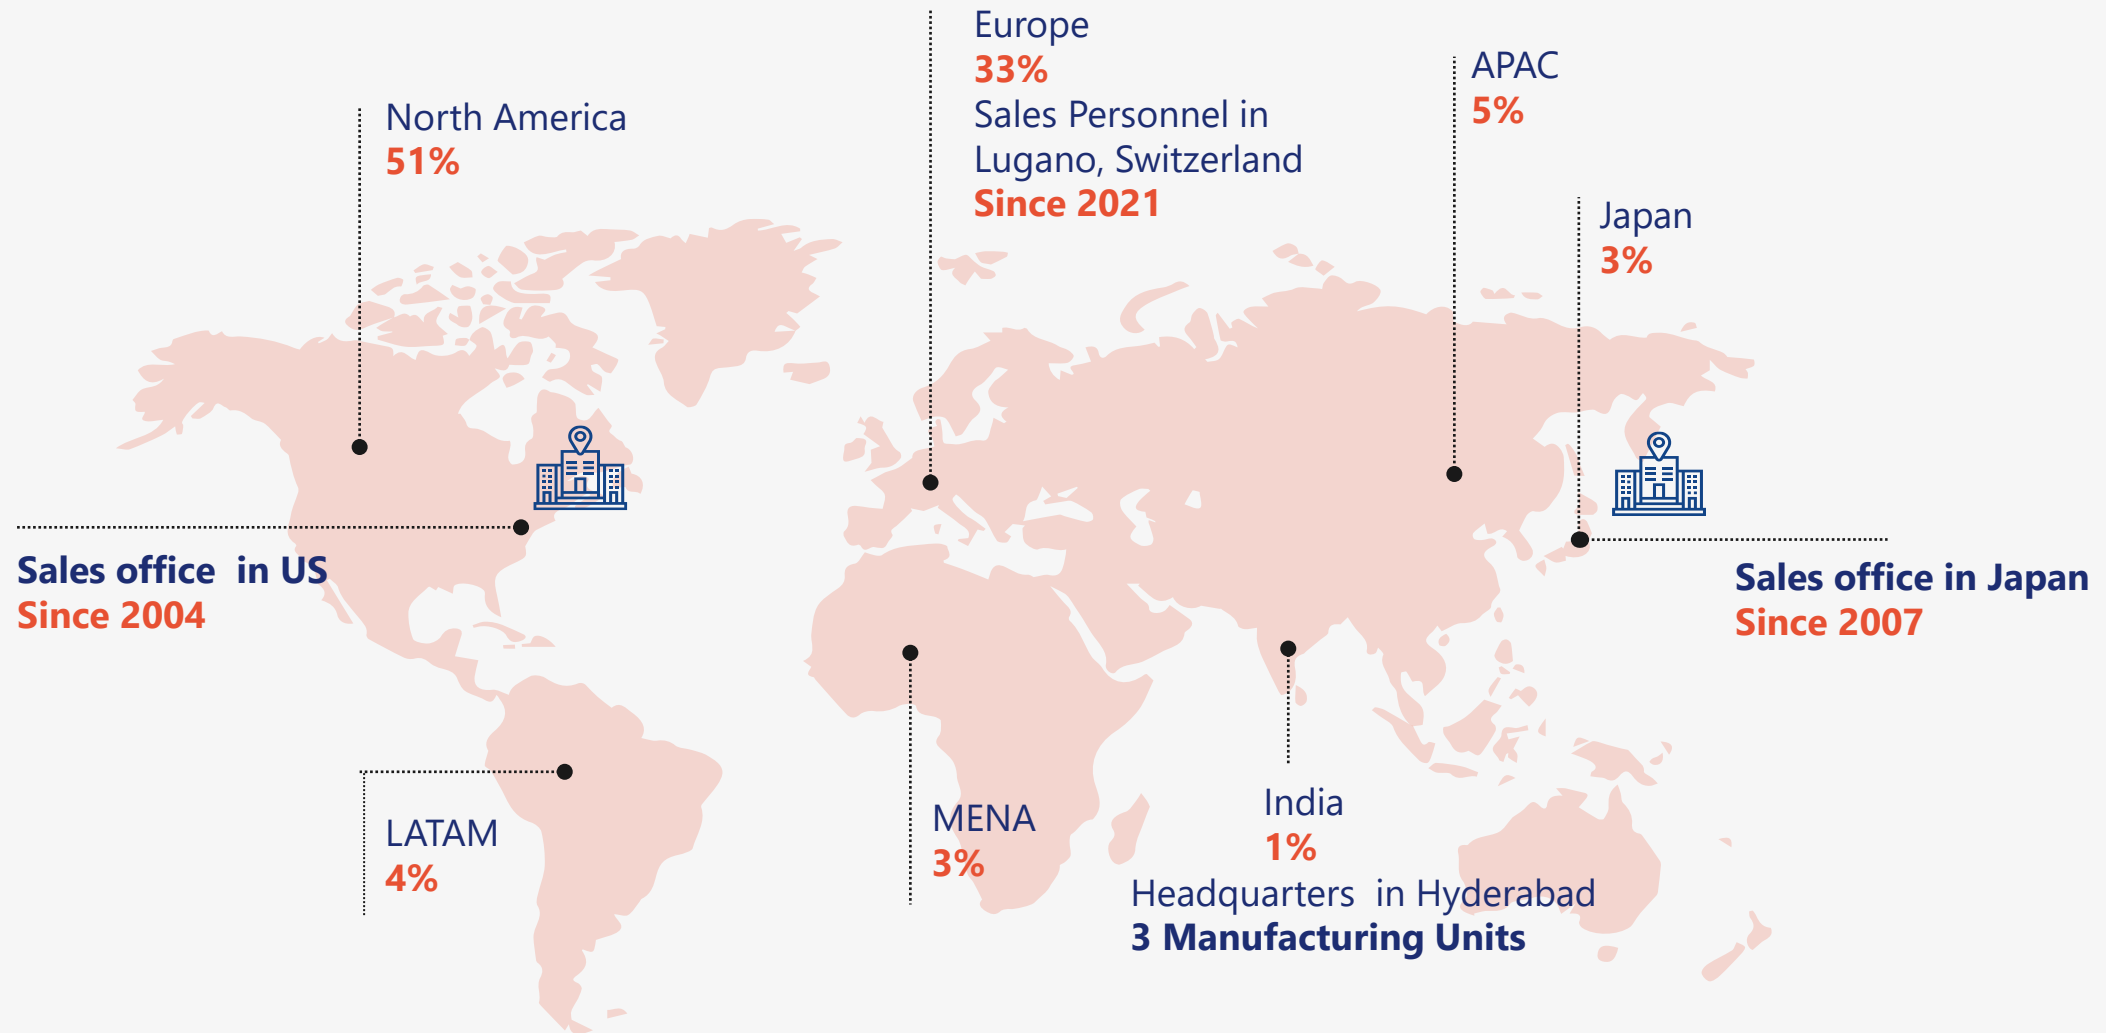 Europe
33%
Sales Personnel in
Lugano, Switzerland
Since 2021
APAC
5%
North America
51%
Japan
3%
Sales office in US
Since 2004
Sales office in Japan
Since 2007
LATAM
4%
MENA
3%
India
1%
Headquarters in Hyderabad
3 Manufacturing Units